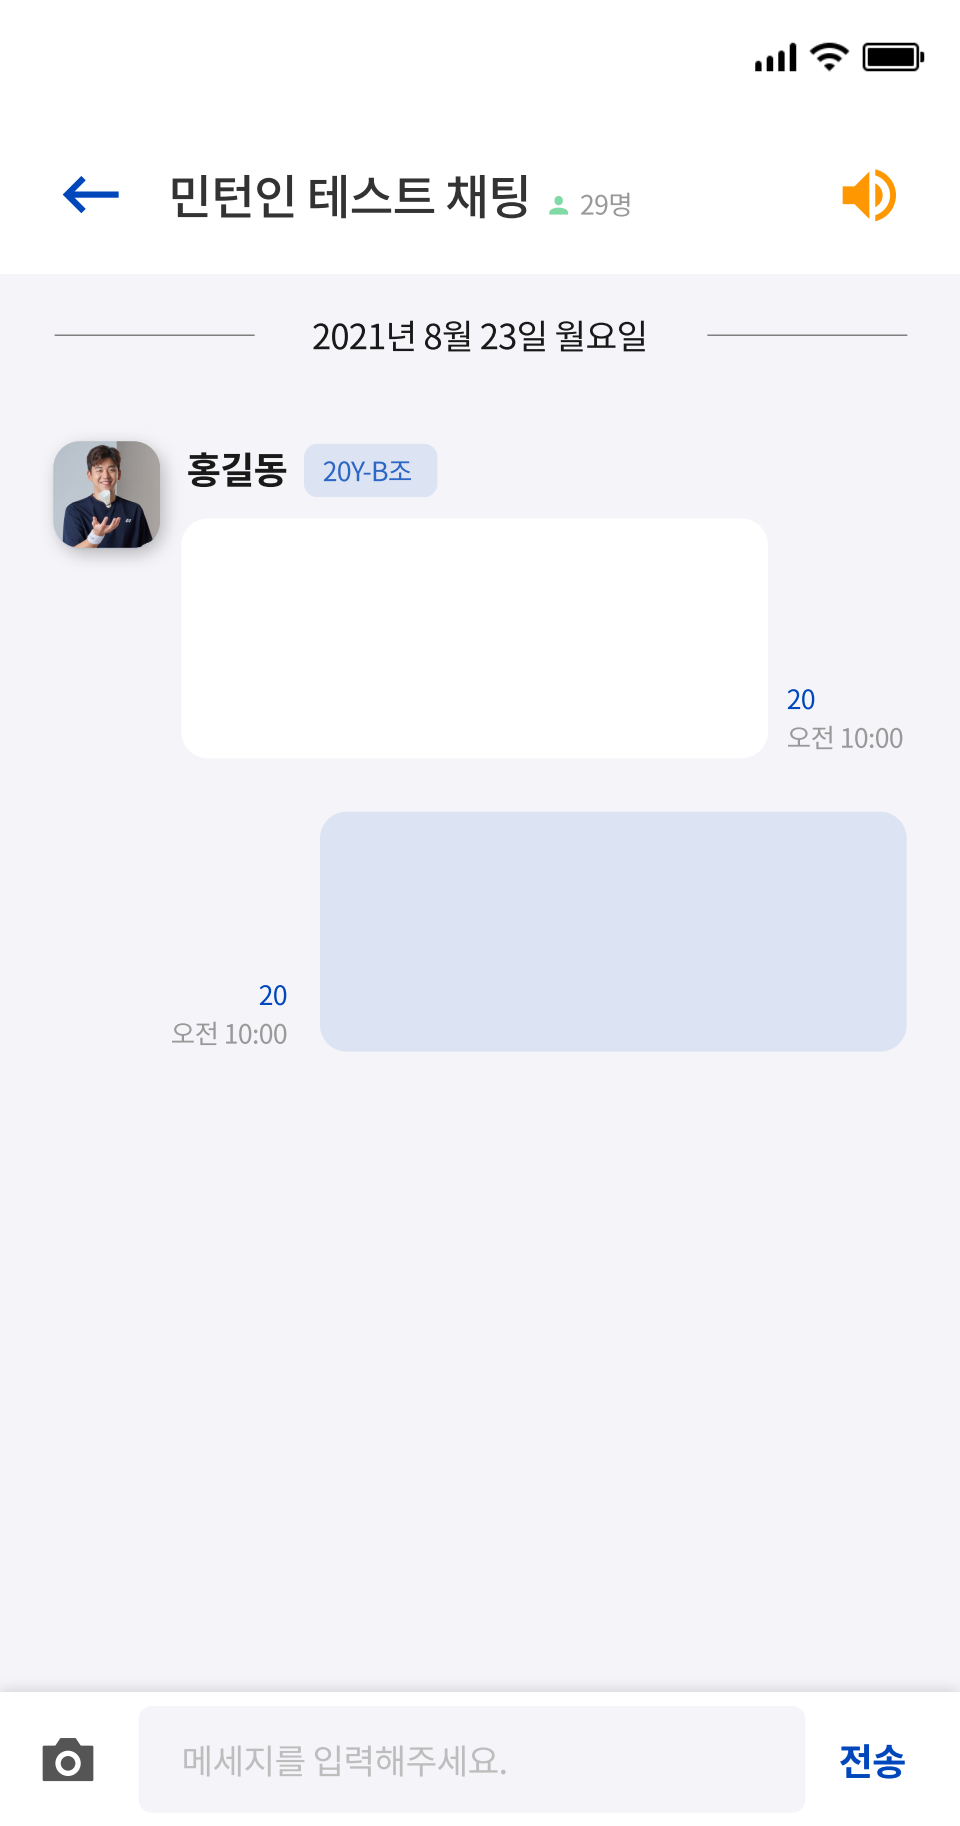 민턴인 테스트 채팅 29명
2021년 8월 23일 월요일
홍길동 20Y-B조
20
오전 10:00
20
오전 10:00
메세지를 입력해주세요.
전송